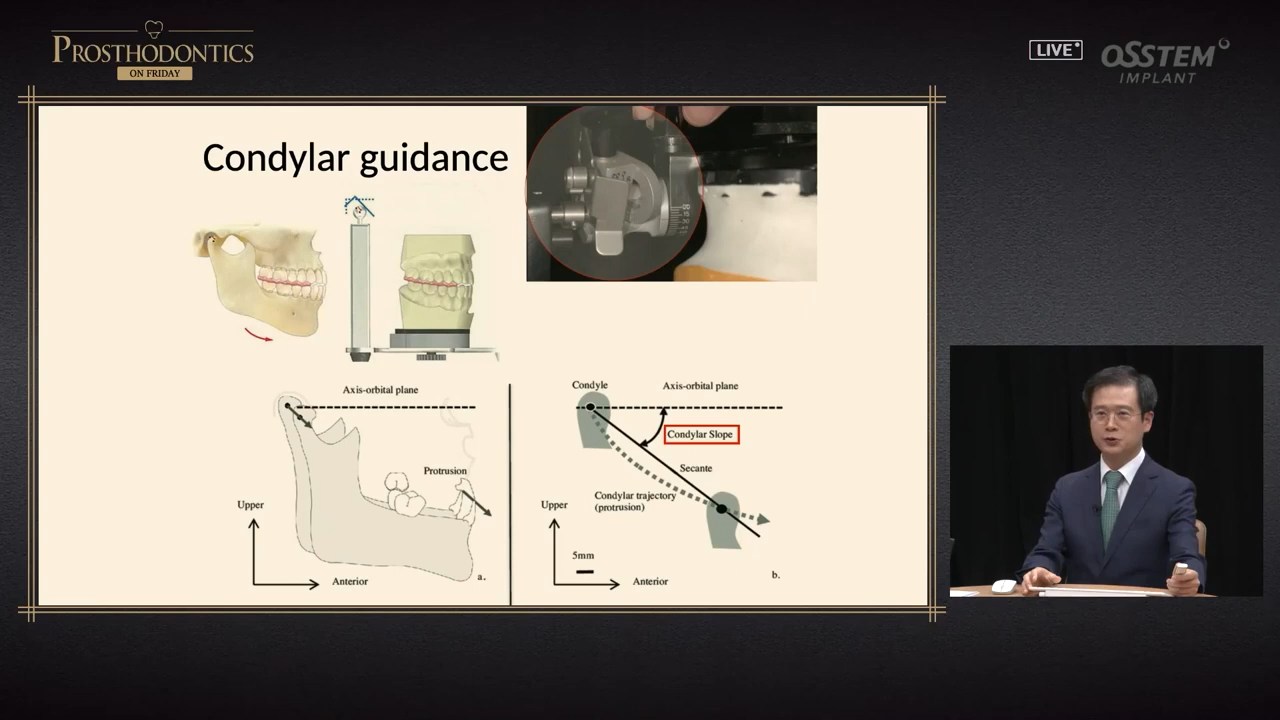 PROSTHODONTICS
ON FRIDAY
LIVE
OSSTEM
IMPLANT
Condylar guidance
Axis-orbital plane
Protrusion
Upper
Anterior
a.
Condyle
Axis-orbital plane
Condylar Slope
Secante
Condylar trajectory
(protrusion)
Upper
5mm
Anterior
b.